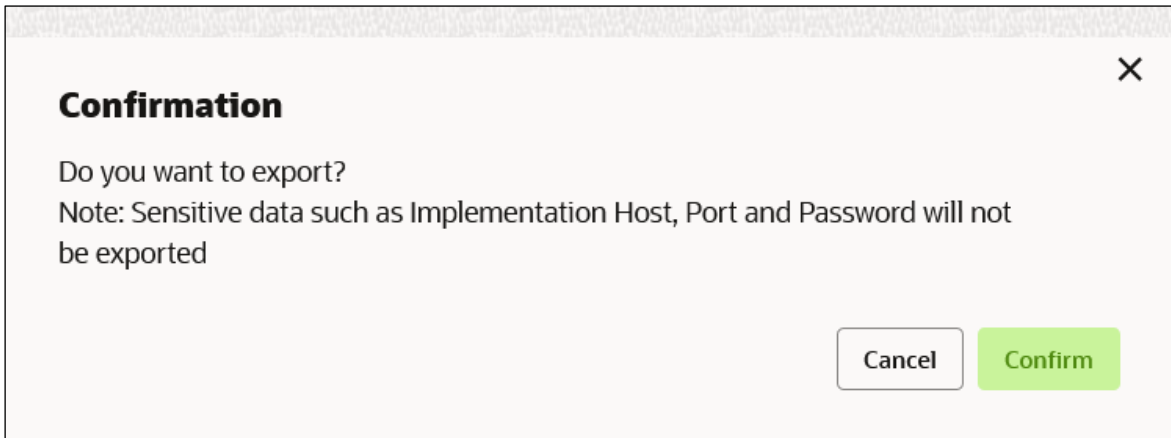 Confirmation
Do you want to export?
Note: Sensitive data such as Implementation Host, Port and Password will not
be exported
Cancel
Confirm